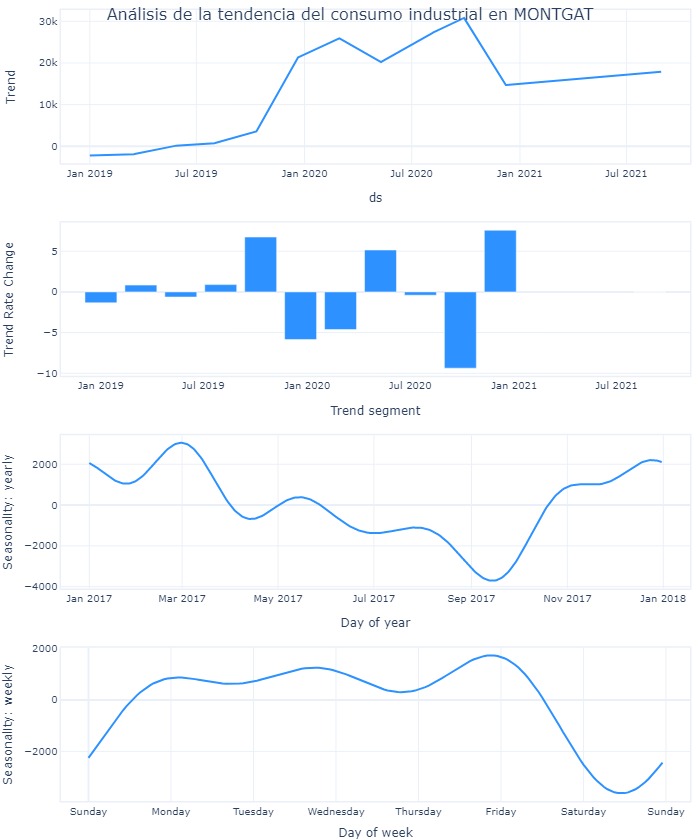 Análisis de la tendencia del consumo industrial en MONTGAT
30k
20k
10k
0
Trend
Jan 2019 Jul 2019 Jan 2020 Jul 2020 Jan 2021 Jul 2021
ds
5
0
−5
−10
Trend Rate Change
Jan 2019 Jul 2019 Jan 2020 Jul 2020 Jan 2021 Jul 2021
Trend segment
2000
0
−2000
−4000
Seasonality: yearly
Jan 2017 Mar 2017 May 2017 Jul 2017 Sep 2017 Nov 2017 Jan 2018
Day of year
2000
0
−2000
Seasonality: weekly
Sunday Monday Tuesday Wednesday Thursday Friday Saturday Sunday
Day of week